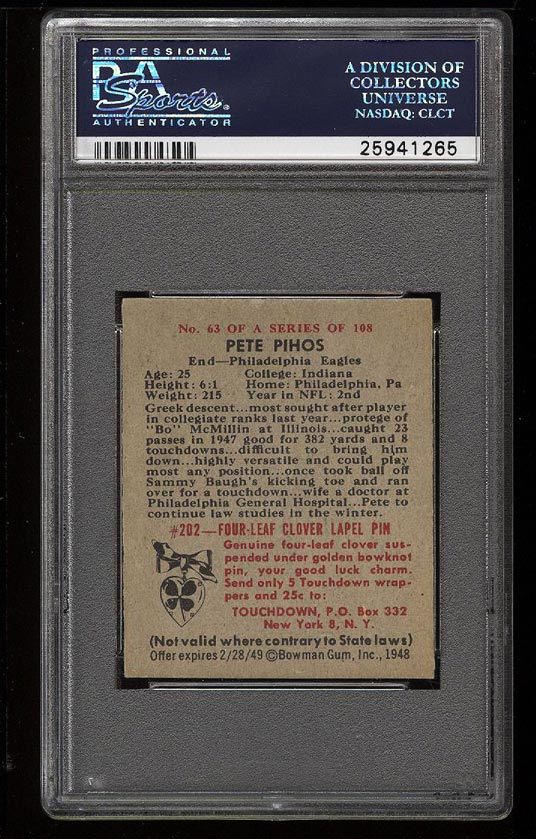 PROFESSIONAL
PSA
Sports
AUTHENTICATOR
A DIVISION OF
COLLECTORS
UNIVERSE
NASDAQ: CLCT
25941265
No. 63 OF A SERIES OF 108
PETE PIHOS
End—Philadelphia Eagles
Age: 25 College: Indiana
Height: 6:1 Home: Philadelphia, Pa
Weight: 215 Year in NFL: 2nd
Greek descent...most sought after player
in collegiate ranks last year...protege of
"Bo" McMillin at Illinois...caught 23
passes in 1947 good for 382 yards and 8
touchdowns...difficult to bring him
down...highly versatile and could play
most any position...once took ball off
Sammy Baugh's kicking toe and ran
over for a touchdown...wife a doctor at
Philadelphia General Hospital...Pete to
continue law studies in the winter.
#202—FOUR-LEAF CLOVER LAPEL PIN
Genuine four-leaf clover sus-
pended under golden bowknot
pin, your good luck charm.
Send only 5 Touchdown wrap-
pers and 25c to:
TOUCHDOWN, P.O. Box 332
New York 8, N. Y.
(Not valid where contrary to State laws)
Offer expires 2/28/49 ©Bowman Gum, Inc., 1948